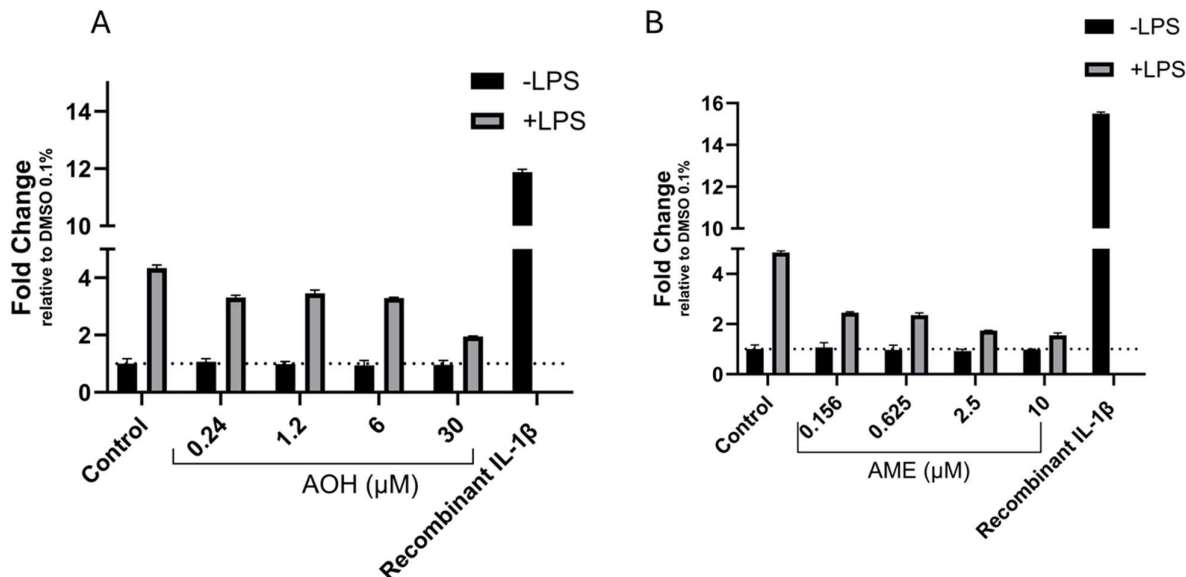 A
-LPS
+LPS
Fold Change
relative to DMSO 0.1%
14
12
10
4
2
0
Control
0.24
1.2
6
30
Recombinant IL-1β
AOH (μM)
B
-LPS
+LPS
Fold Change
relative to DMSO 0.1%
16
14
12
10
4
2
0
Control
0.156
0.625
2.5
10
Recombinant IL-1β
AME (μM)